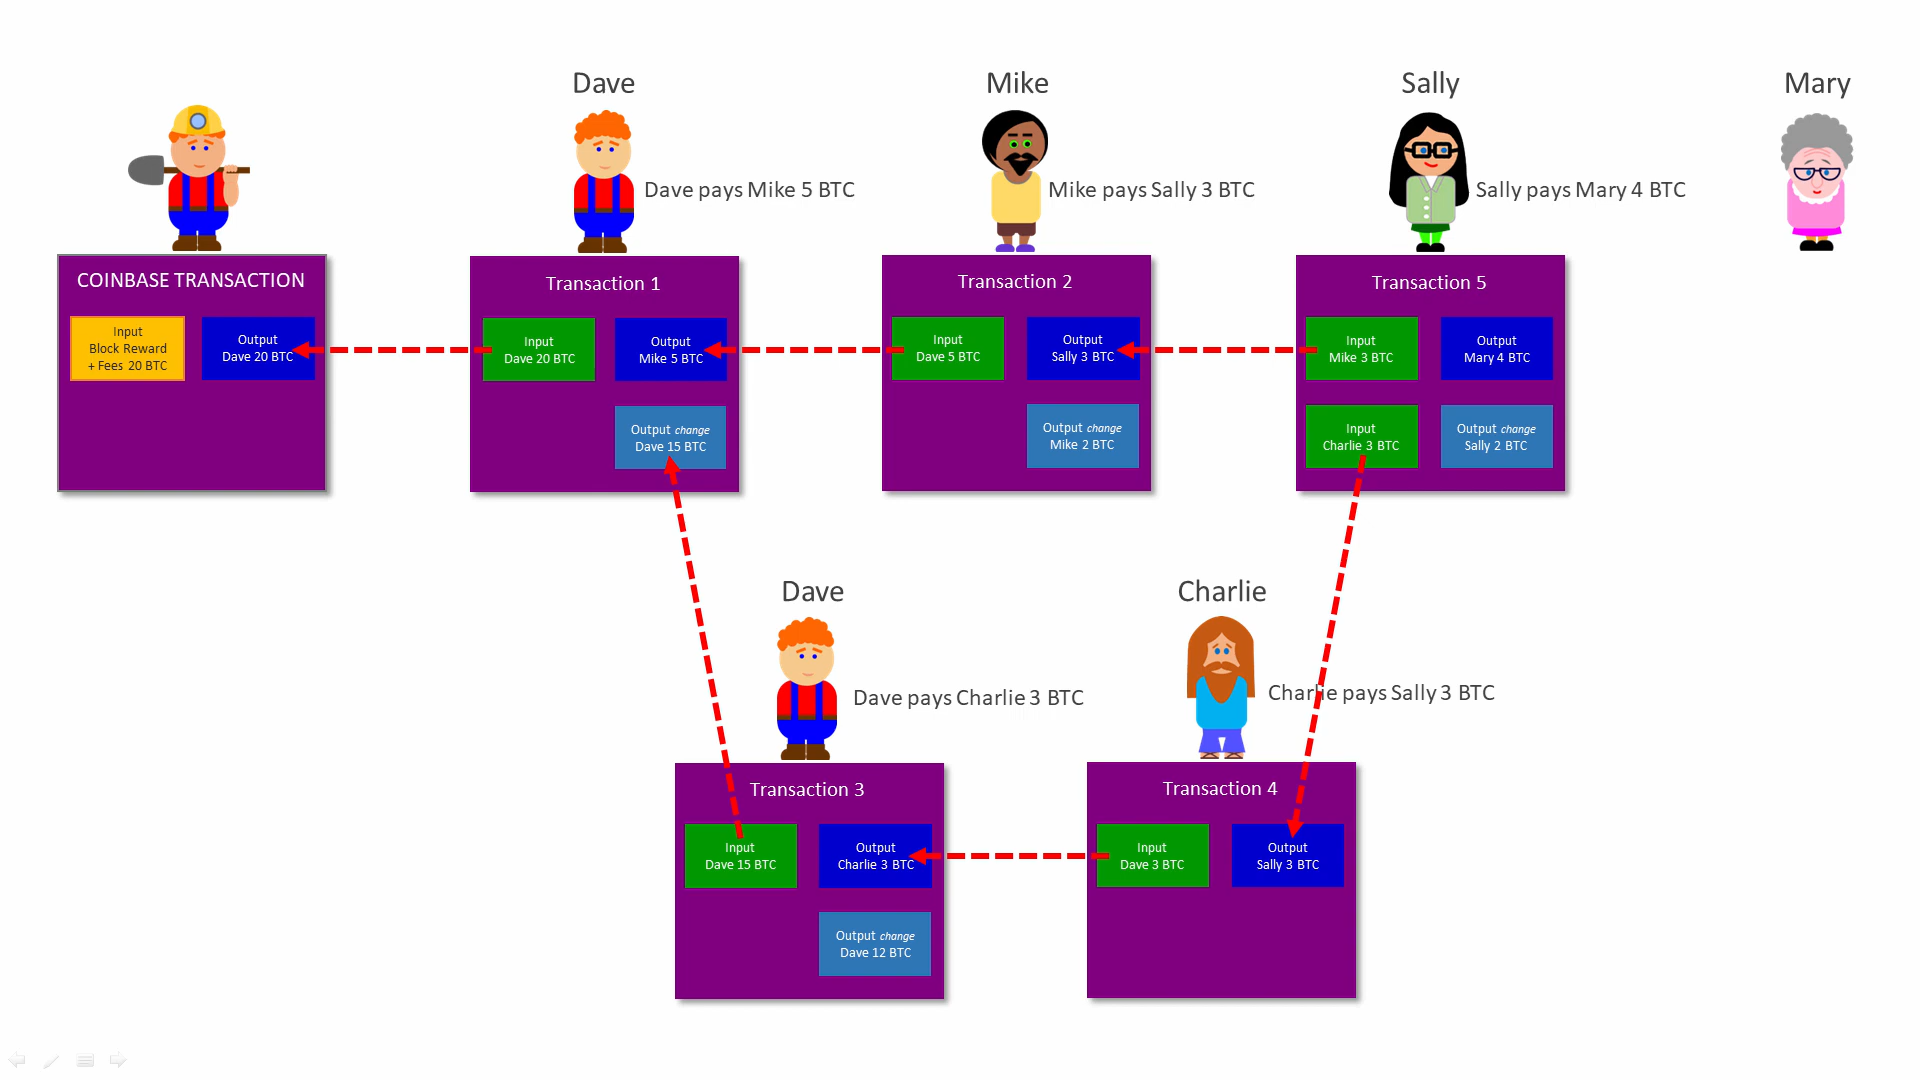 Dave
Mike
Sally
Mary
Dave pays Mike 5 BTC
Mike pays Sally 3 BTC
Sally pays Mary 4 BTC
COINBASE TRANSACTION
Input
Block Reward
+ Fees 20 BTC
Output
Dave 20 BTC
Transaction 1
Input
Dave 20 BTC
Output
Mike 5 BTC
Output change
Dave 15 BTC
Transaction 2
Input
Dave 5 BTC
Output
Sally 3 BTC
Output change
Mike 2 BTC
Transaction 5
Input
Mike 3 BTC
Output
Mary 4 BTC
Input
Charlie 3 BTC
Output change
Sally 2 BTC
Dave
Charlie
Dave pays Charlie 3 BTC
Charlie pays Sally 3 BTC
Transaction 3
Input
Dave 15 BTC
Output
Charlie 3 BTC
Output change
Dave 12 BTC
Transaction 4
Input
Dave 3 BTC
Output
Sally 3 BTC